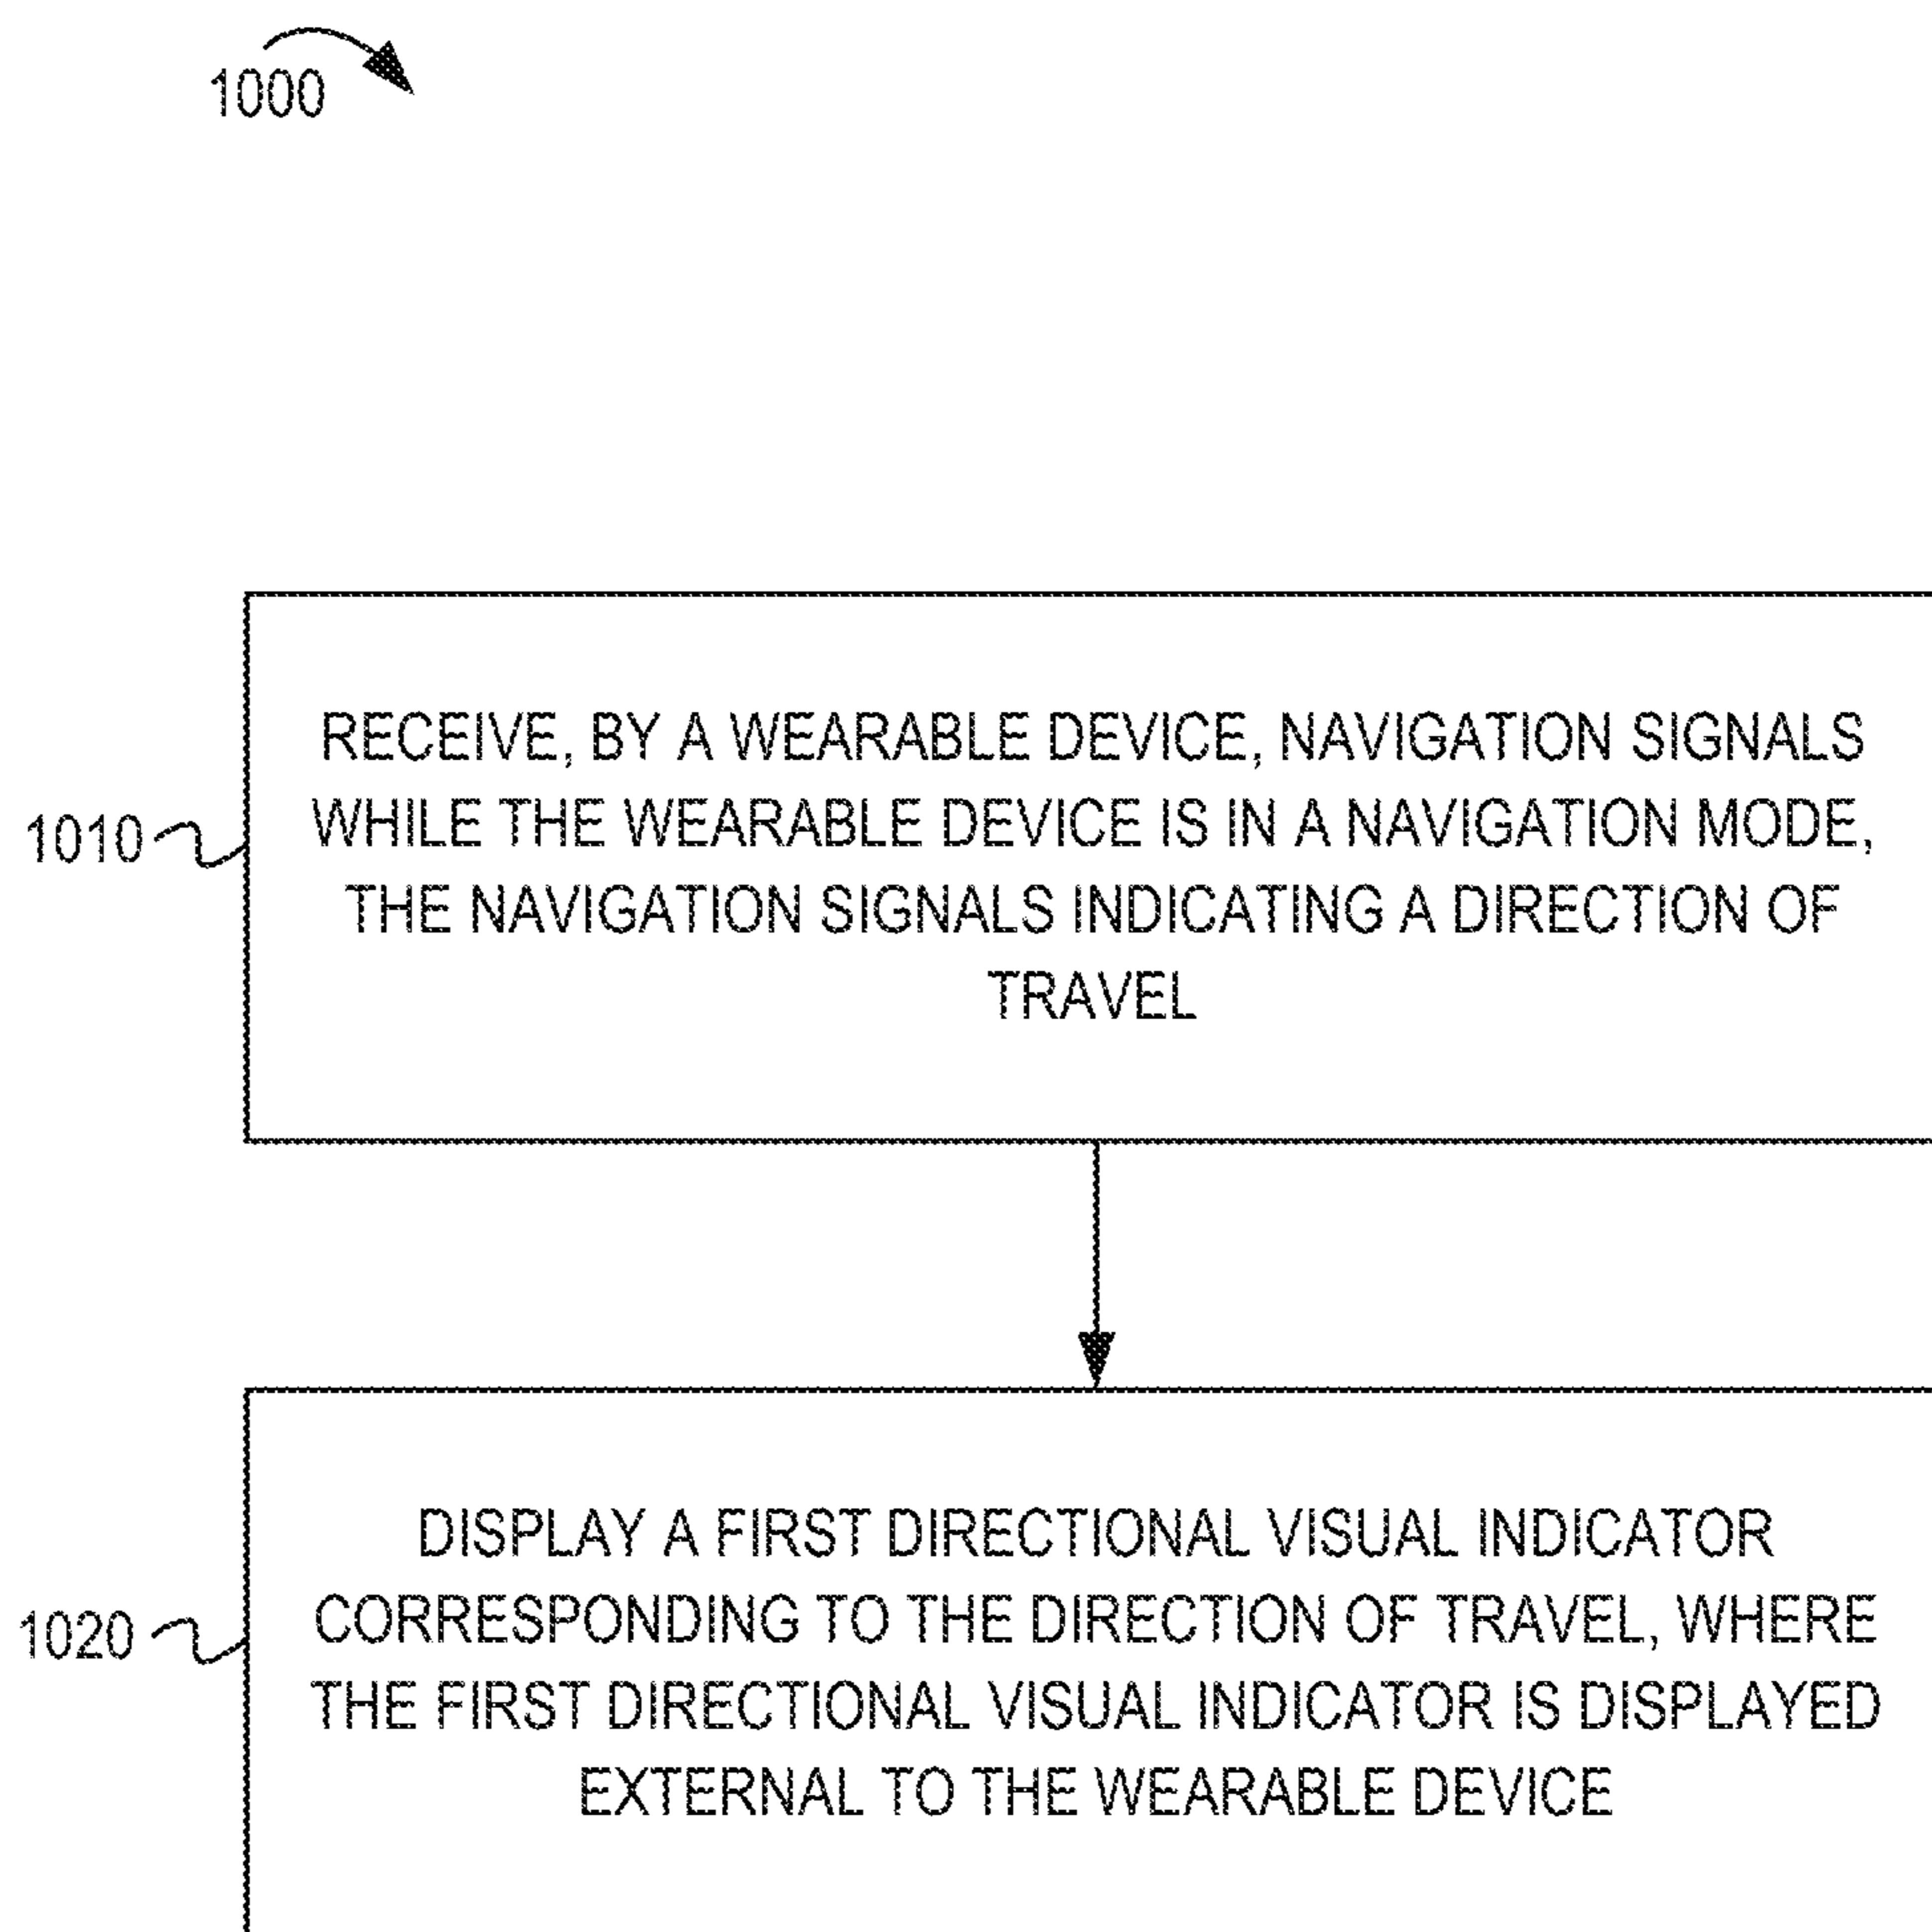 1000
RECEIVE, BY A WEARABLE DEVICE, NAVIGATION SIGNALS
WHILE THE WEARABLE DEVICE IS IN A NAVIGATION MODE,
THE NAVIGATION SIGNALS INDICATING A DIRECTION OF
TRAVEL
1010
DISPLAY A FIRST DIRECTIONAL VISUAL INDICATOR
CORRESPONDING TO THE DIRECTION OF TRAVEL, WHERE
THE FIRST DIRECTIONAL VISUAL INDICATOR IS DISPLAYED
EXTERNAL TO THE WEARABLE DEVICE
1020